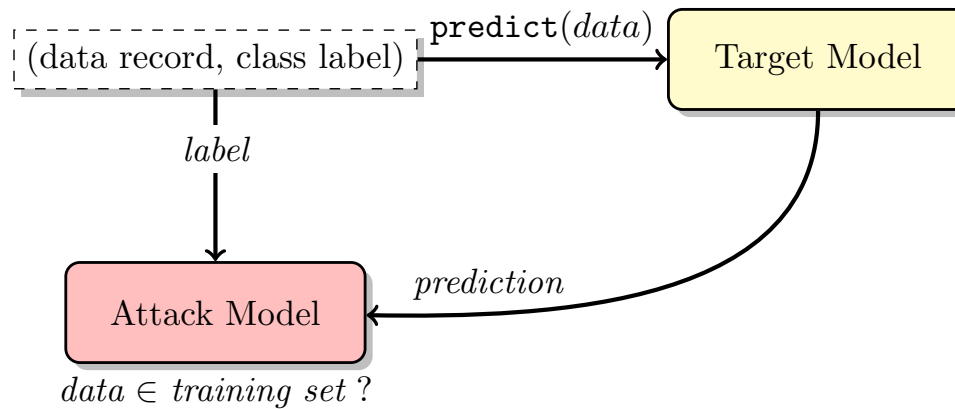 predict(data)
(data record, class label)
Target Model
label
prediction
Attack Model
data ∈ training set ?